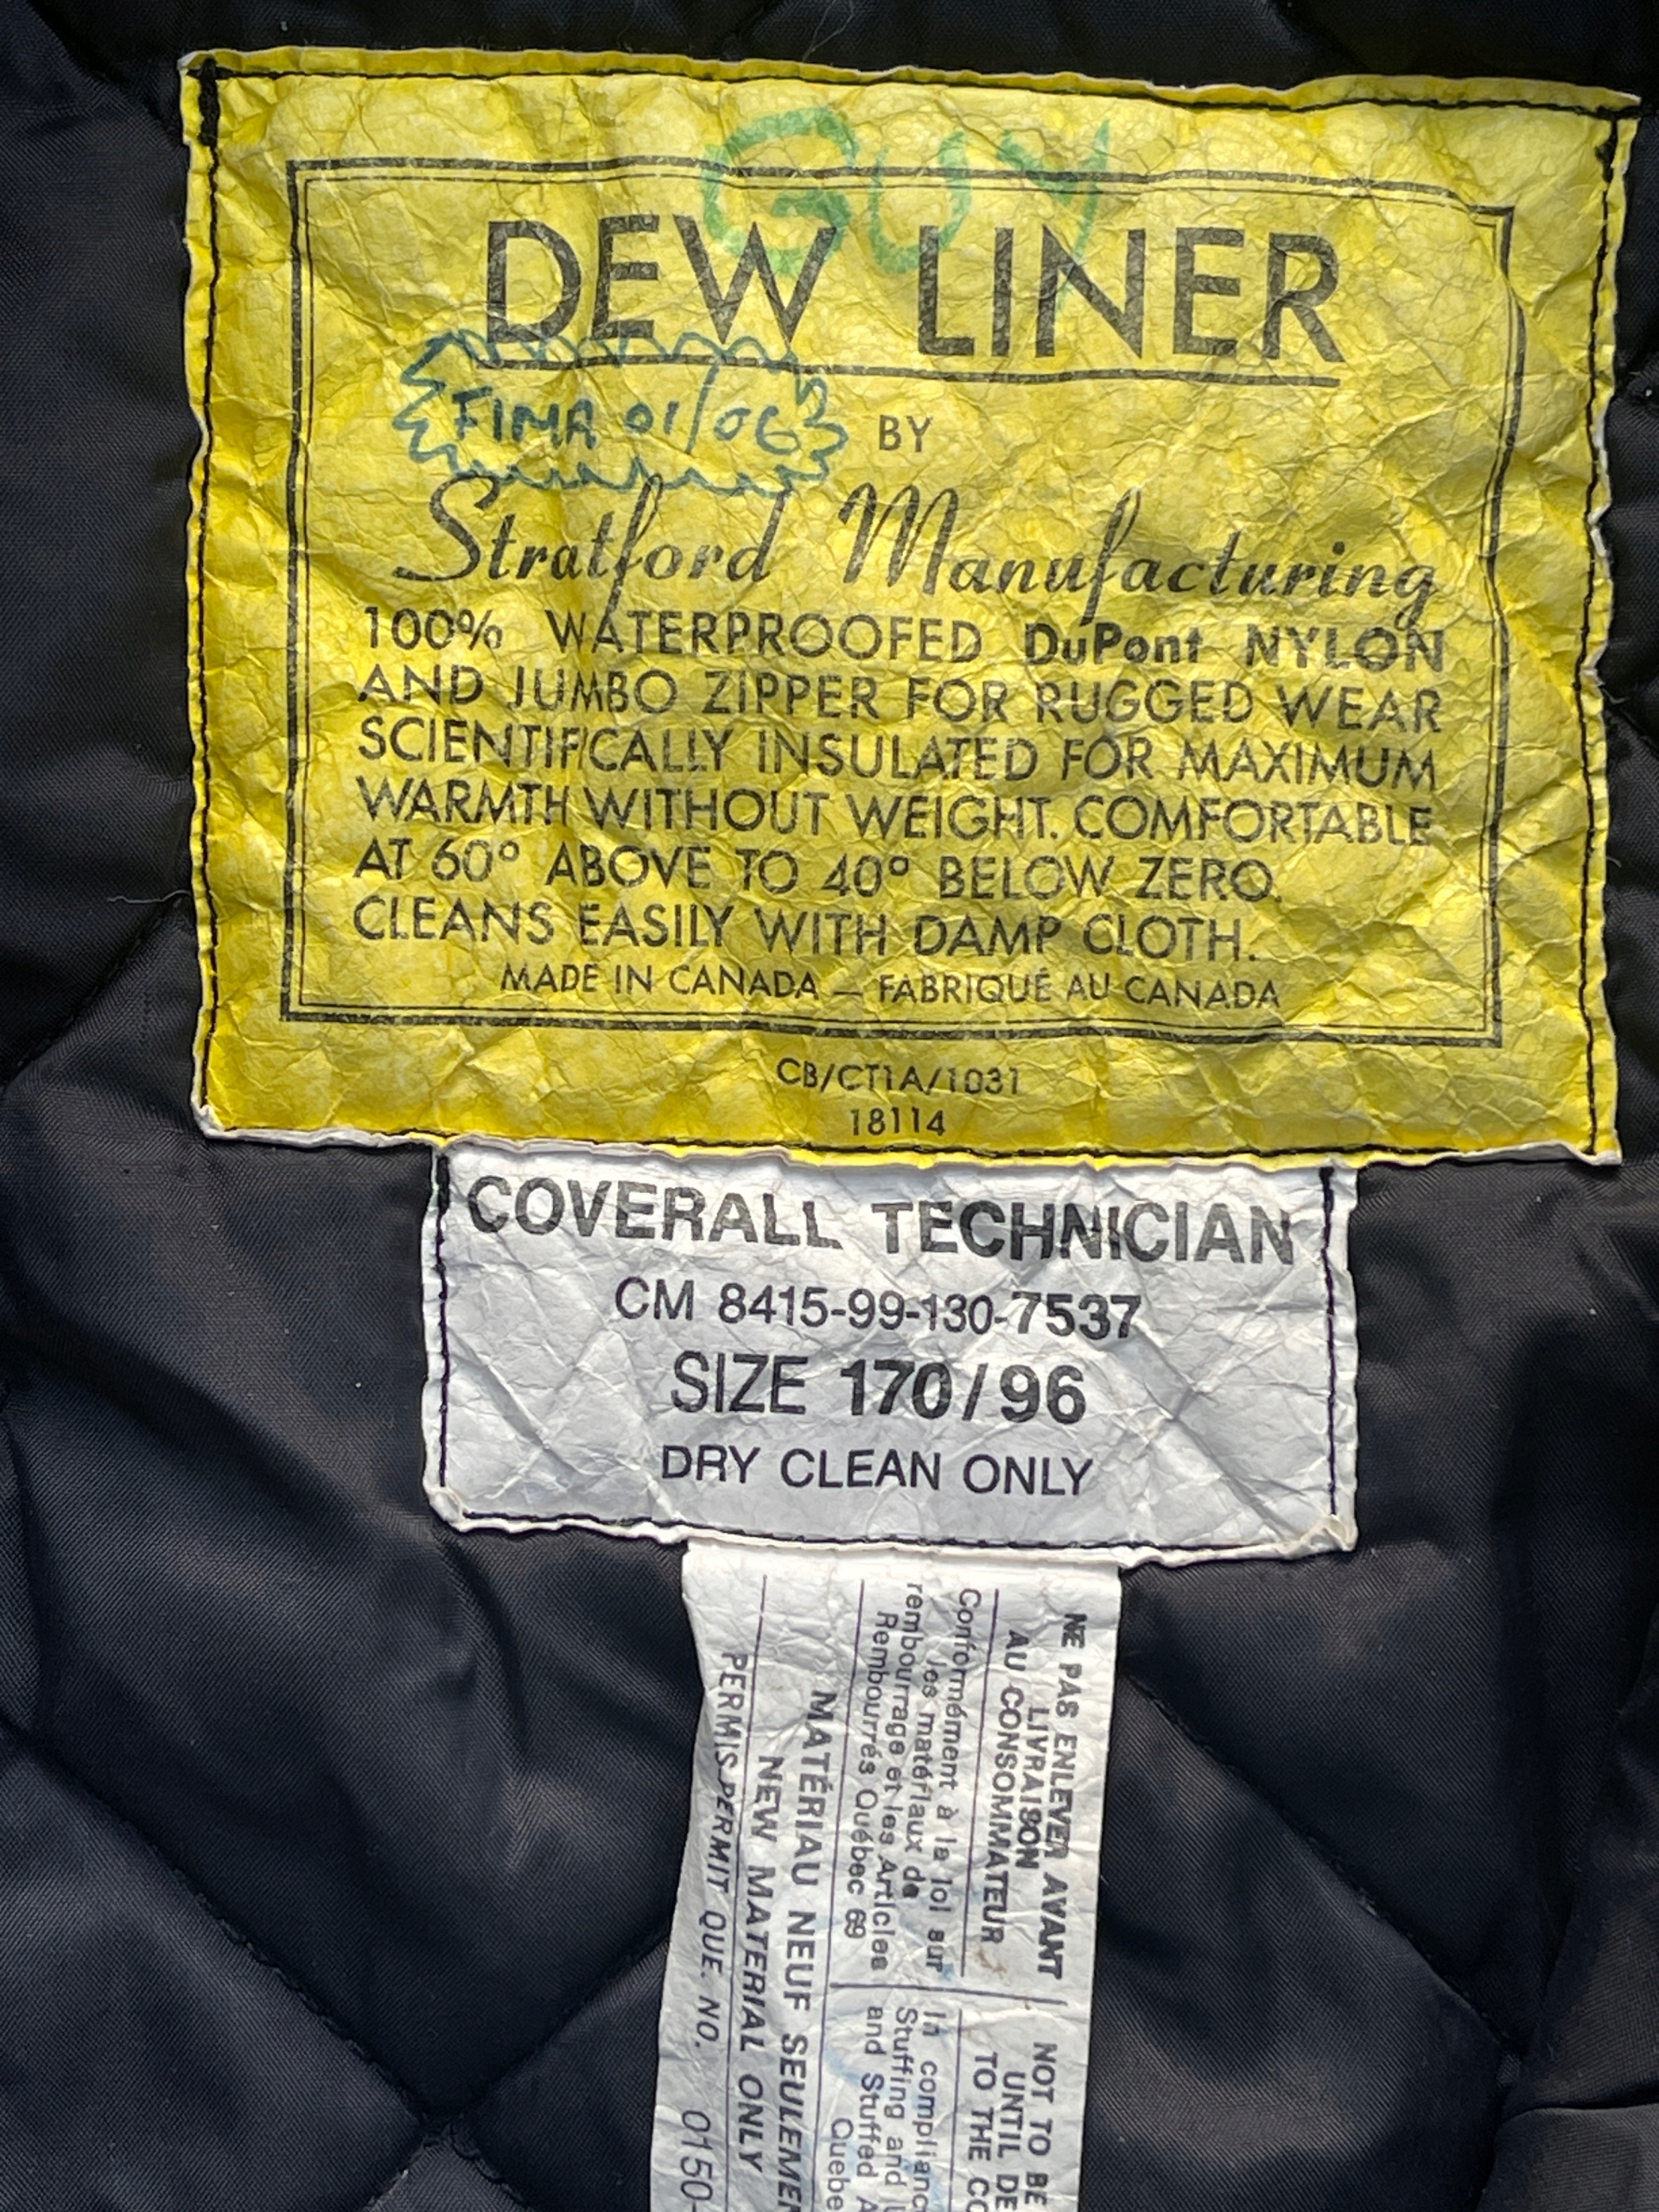 GUY
DEW LINER
FIMA 01/06
BY
Stratford Manufacturing
100% WATERPROOFED DuPont NYLON
AND JUMBO ZIPPER FOR RUGGED WEAR
SCIENTIFICALLY INSULATED FOR MAXIMUM
WARMTH WITHOUT WEIGHT. COMFORTABLE
AT 60° ABOVE TO 40° BELOW ZERO.
CLEANS EASILY WITH DAMP CLOTH.
MADE IN CANADA — FABRIQUÉ AU CANADA
CB/CT1A/1031
18114
COVERALL TECHNICIAN
CM 8415-99-130-7537
SIZE 170/96
DRY CLEAN ONLY
NE PAS ENLEVER AVANT
LIVRAISON
AU CONSOMMATEUR
Conformément à la loi sur
les matériaux de
rembourrage et les Articles
Rembourrés Québec 69
NOT TO BE
UNTIL DE
TO THE CO
In complianc
Stuffing and
and Stuffed A
Quebe
MATÉRIAU NEUF SEULEMEN
NEW MATERIAL ONLY
PERMIS PERMIT QUE. NO. 0150-